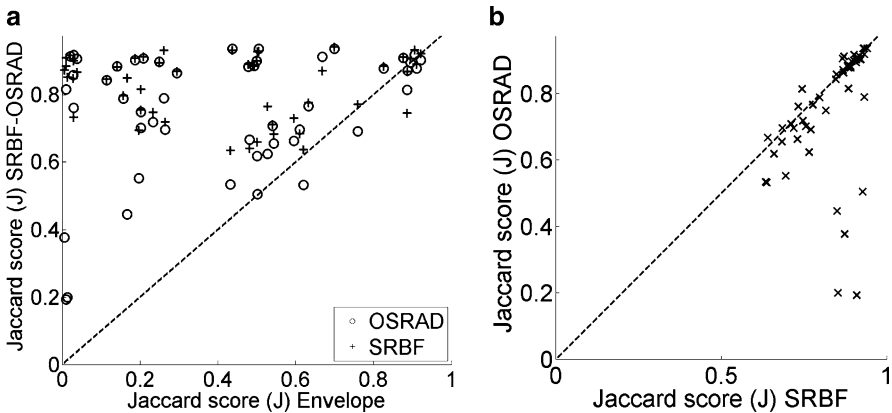 a
Jaccard score (J) SRBF-OSRAD
0.8
0.6
0.4
0.2
0
0 0.2 0.4 0.6 0.8 1
Jaccard score (J) Envelope
OSRAD
SRBF
b
Jaccard score (J) OSRAD
0.8
0.6
0.4
0.2
0
0 0.5 1
Jaccard score (J) SRBF